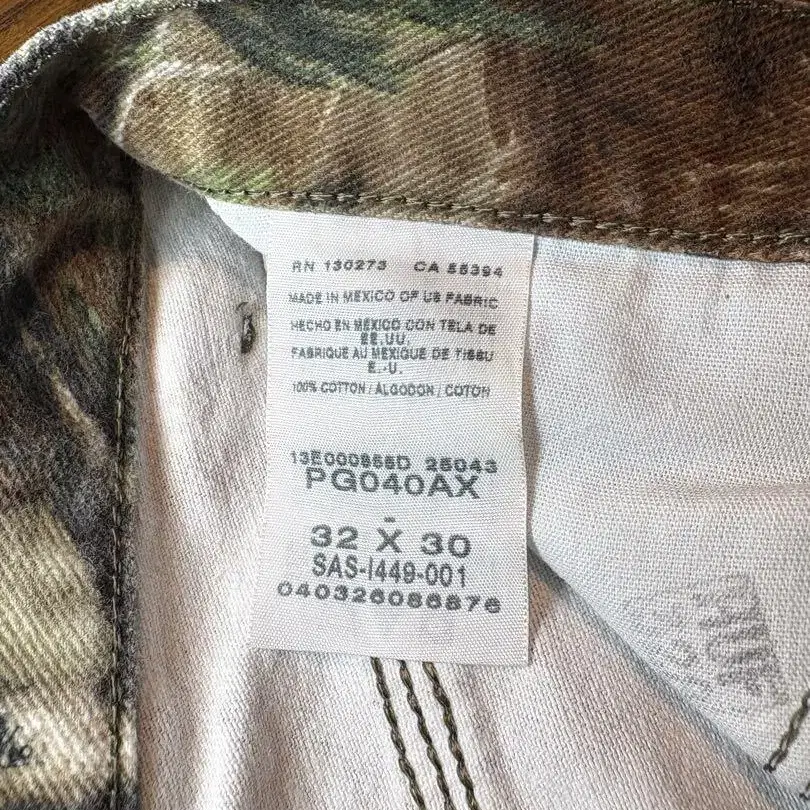 RN 130273 CA 55394
MADE IN MEXICO OF US FABRIC
HECHO EN MEXICO CON TELA DE
EE.UU.
FABRIQUE AU MEXIQUE DE TISSU
E.-U.
100% COTTON / ALGODON / COTON
13E000856D 25043
PG040AX
-
32 X 30
SAS-I449-001
040326086876